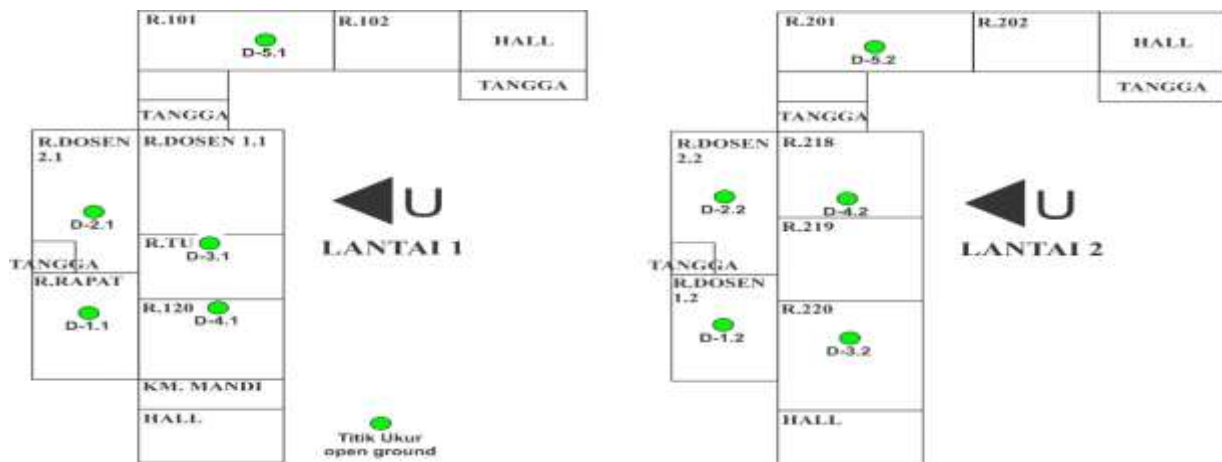 R.101
R.102
D-5.1
HALL
TANGGA
TANGGA
R.DOSEN
2.1
R.DOSEN 1.1
D-2.1
R.TU
D-3.1
TANGGA
R.RAPAT
R.120
D-1.1
D-4.1
KM. MANDI
HALL
U
LANTAI 1
Titik Ukur
open ground
R.201
R.202
D-5.2
HALL
TANGGA
TANGGA
R.DOSEN
2.2
R.218
D-2.2
D-4.2
R.219
TANGGA
R.DOSEN
1.2
R.220
D-1.2
D-3.2
HALL
U
LANTAI 2